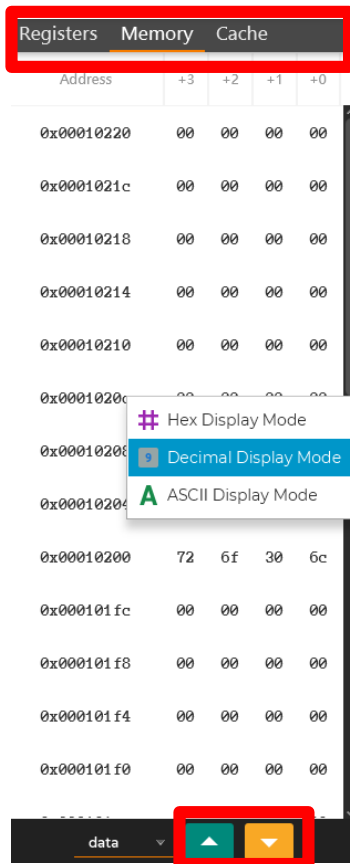 Registers Memory Cache
Address +3 +2 +1 +0
0x00010220 00 00 00 00
0x0001021c 00 00 00 00
0x00010218 00 00 00 00
0x00010214 00 00 00 00
0x00010210 00 00 00 00
0x0001020c
# Hex Display Mode
0x00010208
9 Decimal Display Mode
A ASCII Display Mode
0x00010204
0x00010200 72 6f 30 6c
0x000101fc 00 00 00 00
0x000101f8 00 00 00 00
0x000101f4 00 00 00 00
0x000101f0 00 00 00 00
data